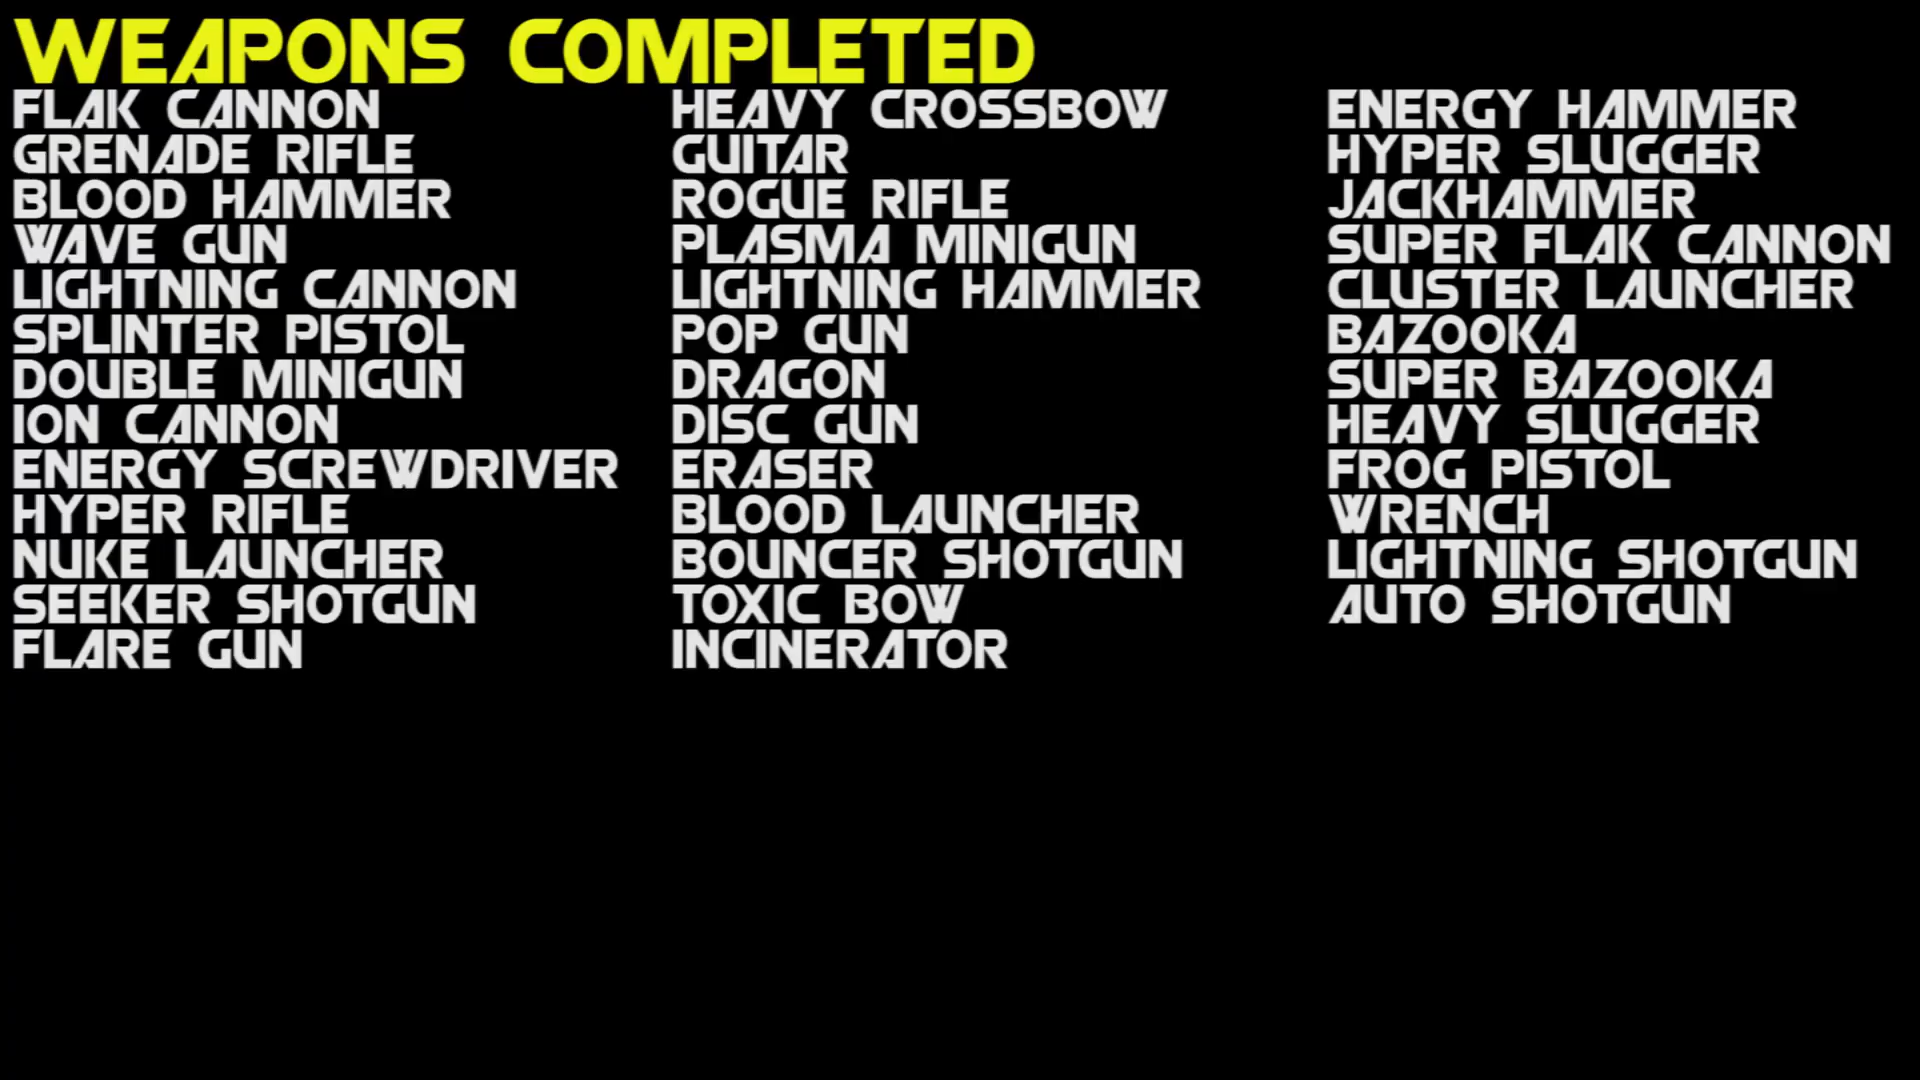 WEAPONS COMPLETED
FLAK CANNON
GRENADE RIFLE
BLOOD HAMMER
WAVE GUN
LIGHTNING CANNON
SPLINTER PISTOL
DOUBLE MINIGUN
ION CANNON
ENERGY SCREWDRIVER
HYPER RIFLE
NUKE LAUNCHER
SEEKER SHOTGUN
FLARE GUN
HEAVY CROSSBOW
GUITAR
ROGUE RIFLE
PLASMA MINIGUN
LIGHTNING HAMMER
POP GUN
DRAGON
DISC GUN
ERASER
BLOOD LAUNCHER
BOUNCER SHOTGUN
TOXIC BOW
INCINERATOR
ENERGY HAMMER
HYPER SLUGGER
JACKHAMMER
SUPER FLAK CANNON
CLUSTER LAUNCHER
BAZOOKA
SUPER BAZOOKA
HEAVY SLUGGER
FROG PISTOL
WRENCH
LIGHTNING SHOTGUN
AUTO SHOTGUN